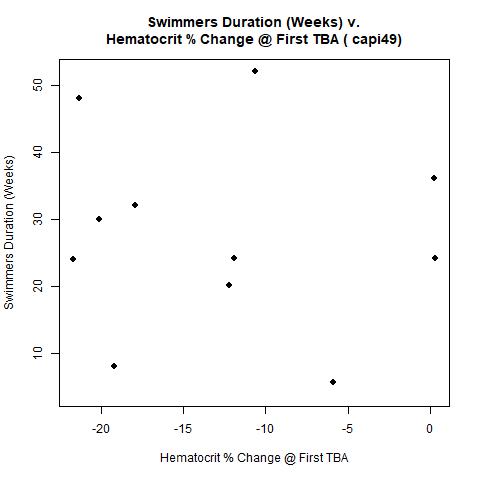 Swimmers Duration (Weeks) v.
Hematocrit % Change @ First TBA ( capi49)
Swimmers Duration (Weeks)
50
40
30
20
10
-20
-15
-10
-5
0
Hematocrit % Change @ First TBA